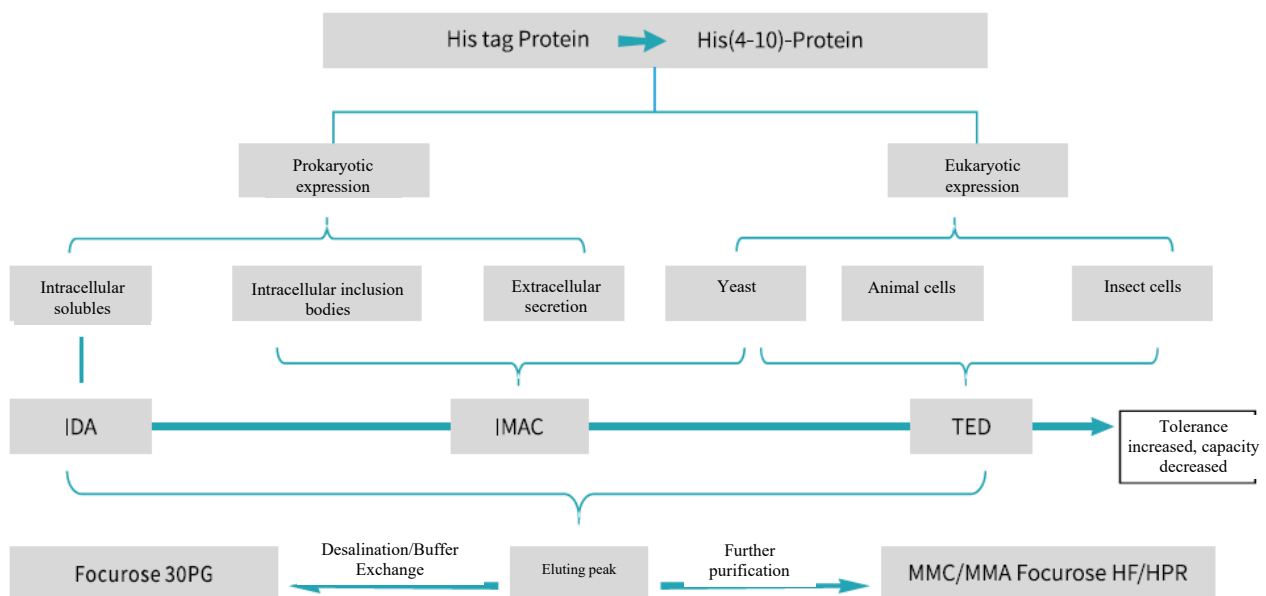 His tag Protein His(4-10)-Protein
Prokaryotic
expression
Eukaryotic
expression
Intracellular
solubles
Intracellular inclusion
bodies
Extracellular
secretion
Yeast
Animal cells
Insect cells
IDA
IMAC
TED
Tolerance
increased, capacity
decreased
Focurose 30PG
Desalination/Buffer
Exchange
Eluting peak
Further
purification
MMC/MMA Focurose HF/HPR